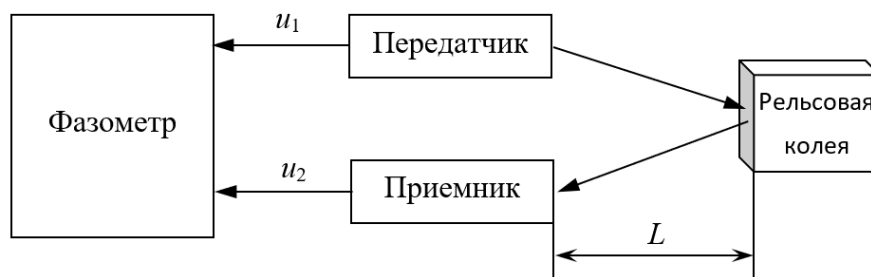 u1
Передатчик
Фазометр
Рельсовая
колея
u2
Приемник
L